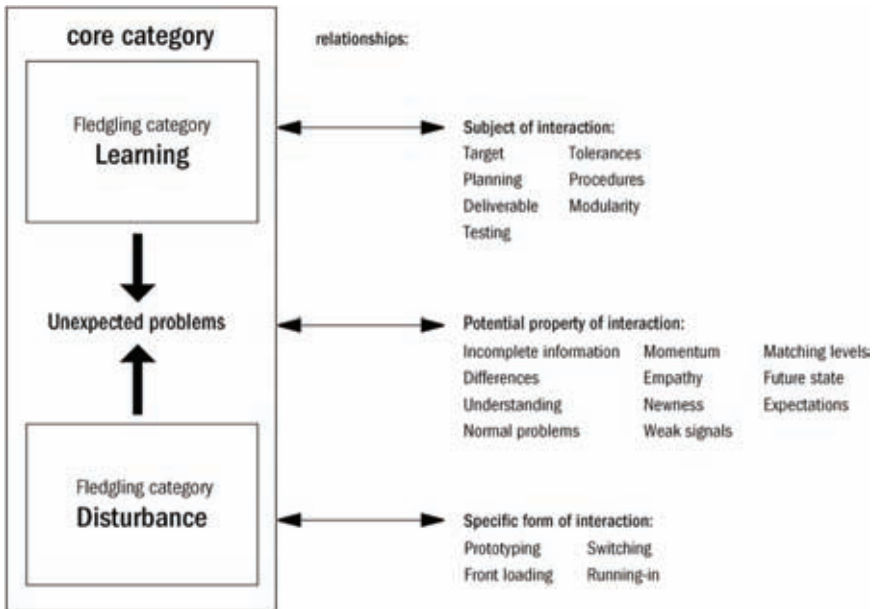 core category
relationships:
Fledgling category
Learning
Subject of interaction:
Target Tolerances
Planning Procedures
Deliverable Modularity
Testing
Unexpected problems
Potential property of interaction:
Incomplete information Momentum Matching levels
Differences Empathy Future state
Understanding Newness Expectations
Normal problems Weak signals
Fledgling category
Disturbance
Specific form of interaction:
Prototyping Switching
Front loading Running-in